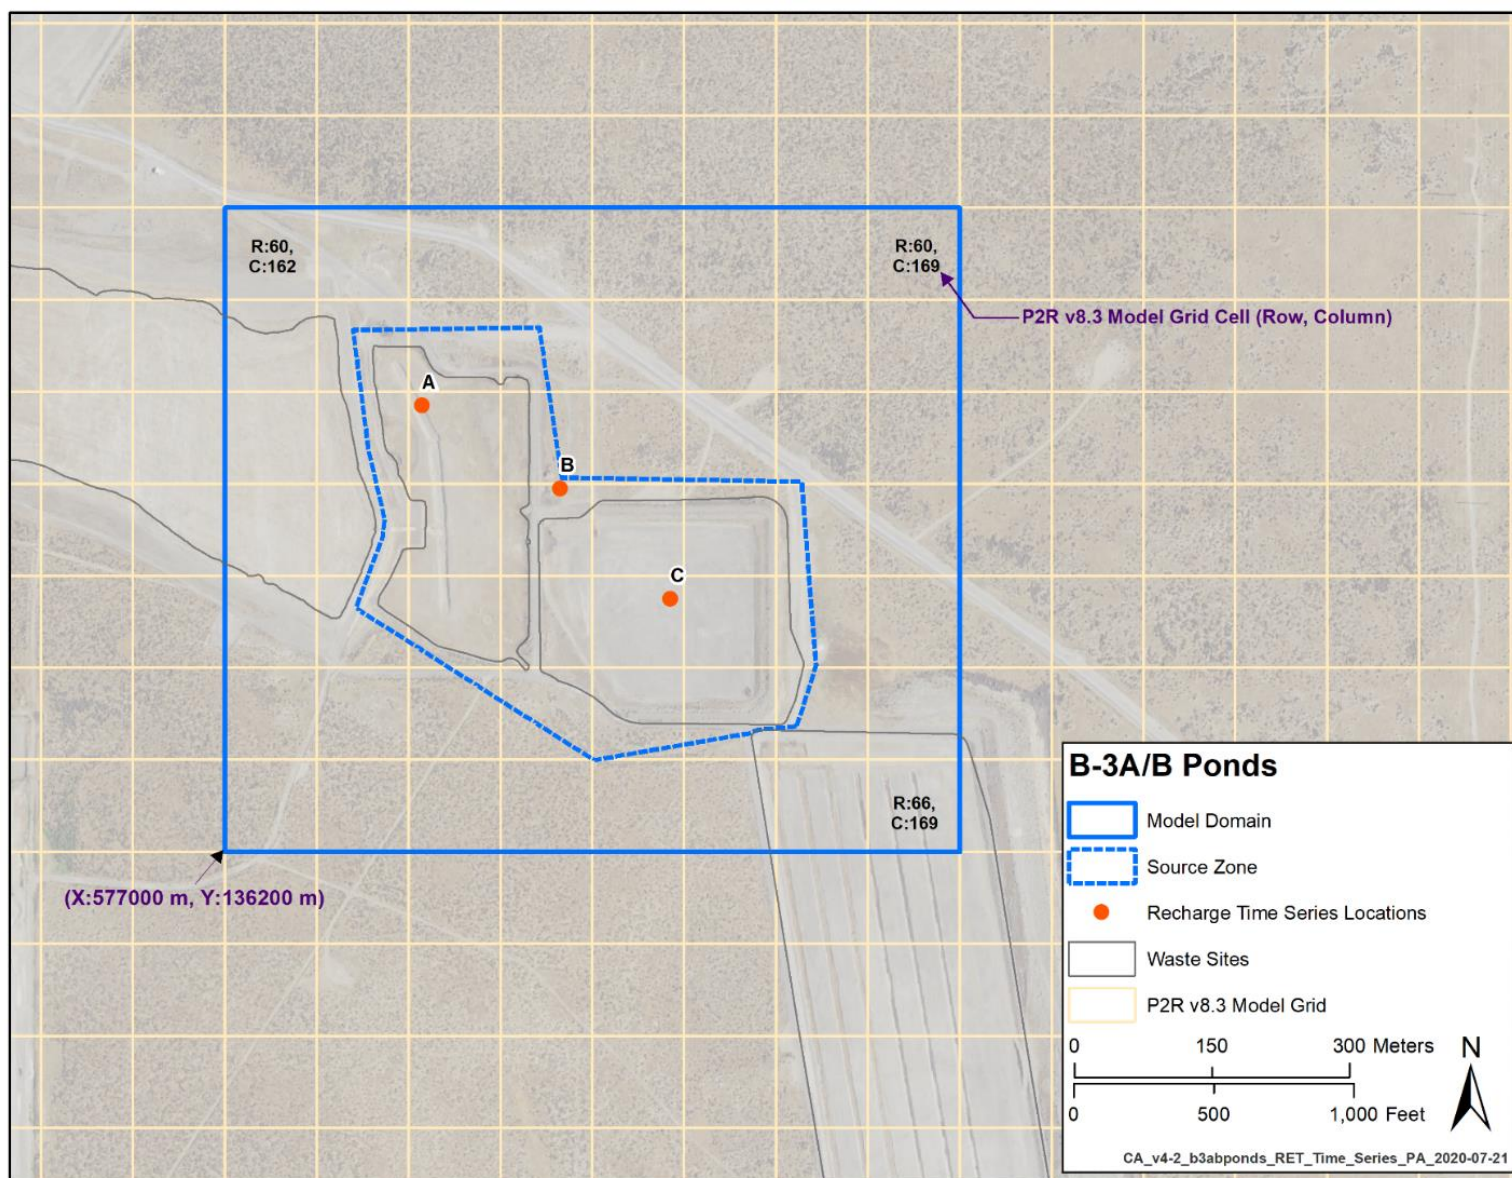 R:60,
C:162
R:60,
C:169
P2R v8.3 Model Grid Cell (Row, Column)
A
B
C
R:66,
C:169
(X:577000 m, Y:136200 m)
B-3A/B Ponds
Model Domain
Source Zone
Recharge Time Series Locations
Waste Sites
P2R v8.3 Model Grid
0 150 300 Meters
N
0 500 1,000 Feet
CA_v4-2_b3abponds_RET_Time_Series_PA_2020-07-21